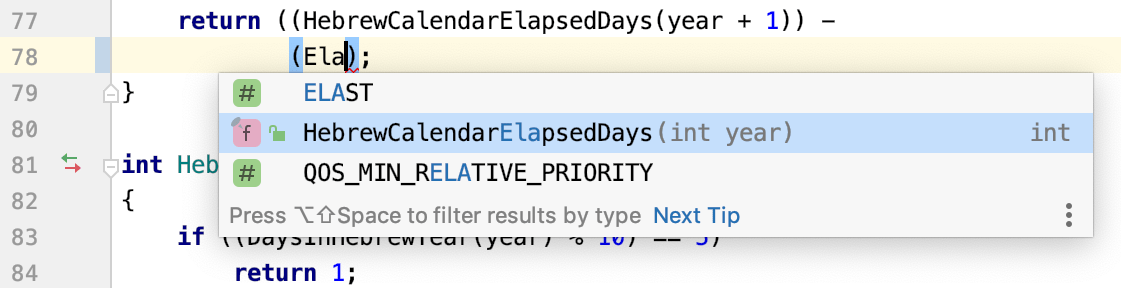 77 return ((HebrewCalendarElapsedDays(year + 1)) -
78 (Ela);
# ELAST
79 }
80 f HebrewCalendarElapsedDays(int year) int
81 int Heb
# QOS_MIN_RELATIVE_PRIORITY
82 {
Press ⌥⇧Space to filter results by type Next Tip
83 if ((DaysInHebrewYear(year) % 10) ==
84 return 1;